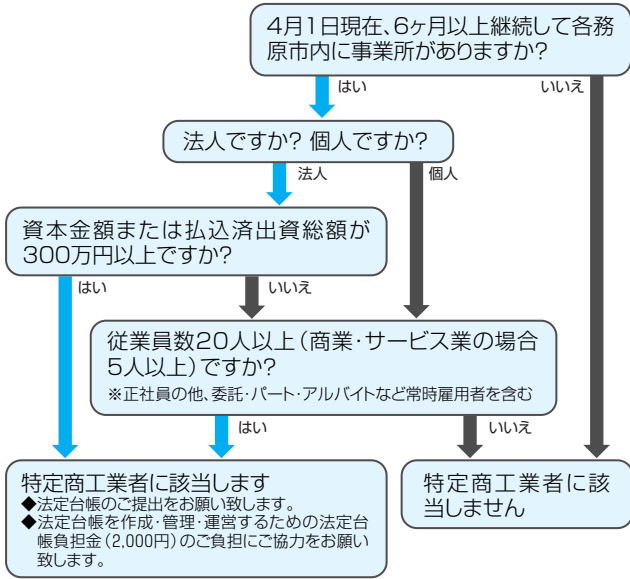 4月1日現在、6ヶ月以上継続して各務
原市内に事業所がありますか?
はい
いいえ
法人ですか? 個人ですか?
法人
個人
資本金額または払込済出資総額が
300万円以上ですか?
はい
いいえ
従業員数20人以上(商業・サービス業の場合
5人以上)ですか?
※正社員の他、委託・パート・アルバイトなど常時雇用者を含む
はい
いいえ
特定商工業者に該当します
◆法定台帳のご提出をお願い致します。
◆法定台帳を作成・管理・運営するための法定台
帳負担金(2,000円)のご負担にご協力をお願い
致します。
特定商工業者に該
当しません